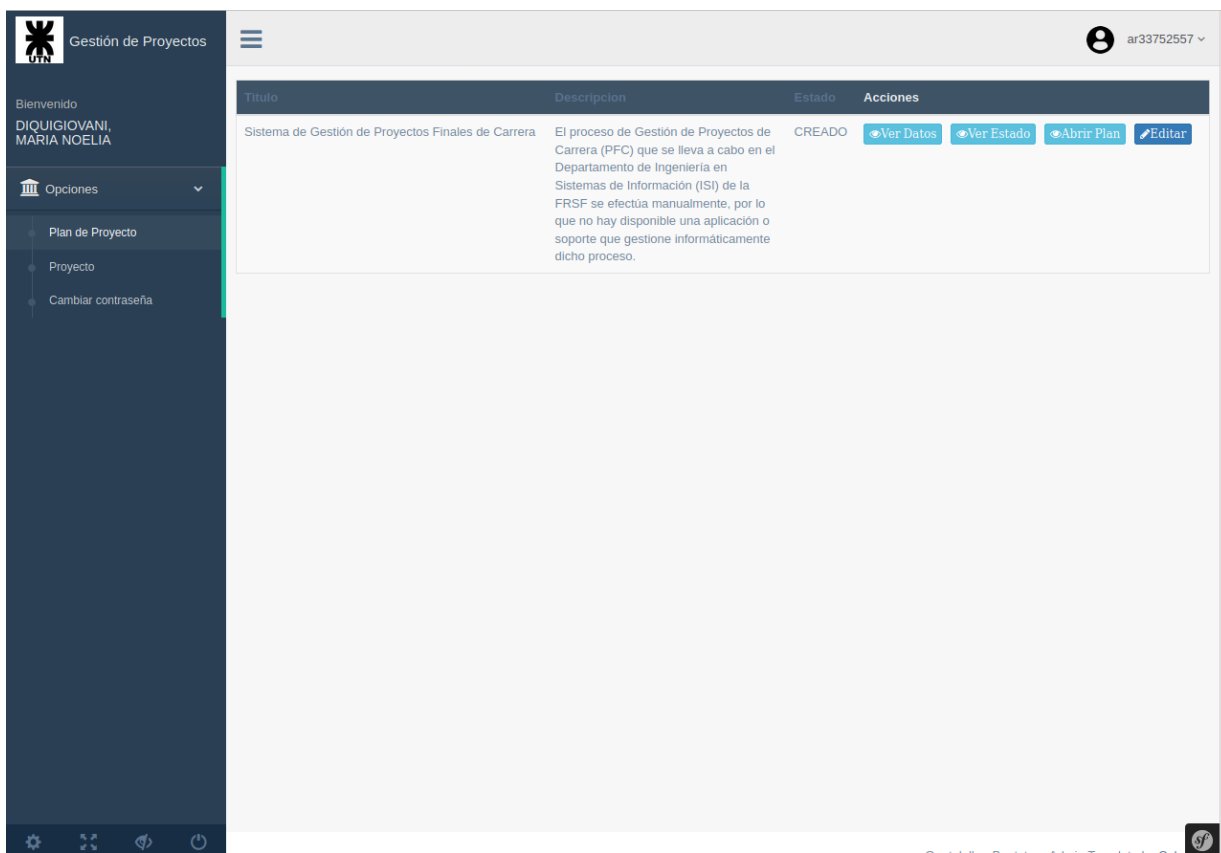 UTN
Gestión de Proyectos
ar33752557
Bienvenido
DIQUIGIOVANI,
MARIA NOELIA
Opciones
Plan de Proyecto
Proyecto
Cambiar contraseña
Titulo Descripcion Estado Acciones
Sistema de Gestión de Proyectos Finales de Carrera El proceso de Gestión de Proyectos de CREADO Ver Datos Ver Estado Abrir Plan Editar
Carrera (PFC) que se lleva a cabo en el
Departamento de Ingeniería en
Sistemas de Información (ISI) de la
FRSF se efectúa manualmente, por lo
que no hay disponible una aplicación o
soporte que gestione informáticamente
dicho proceso.
sf